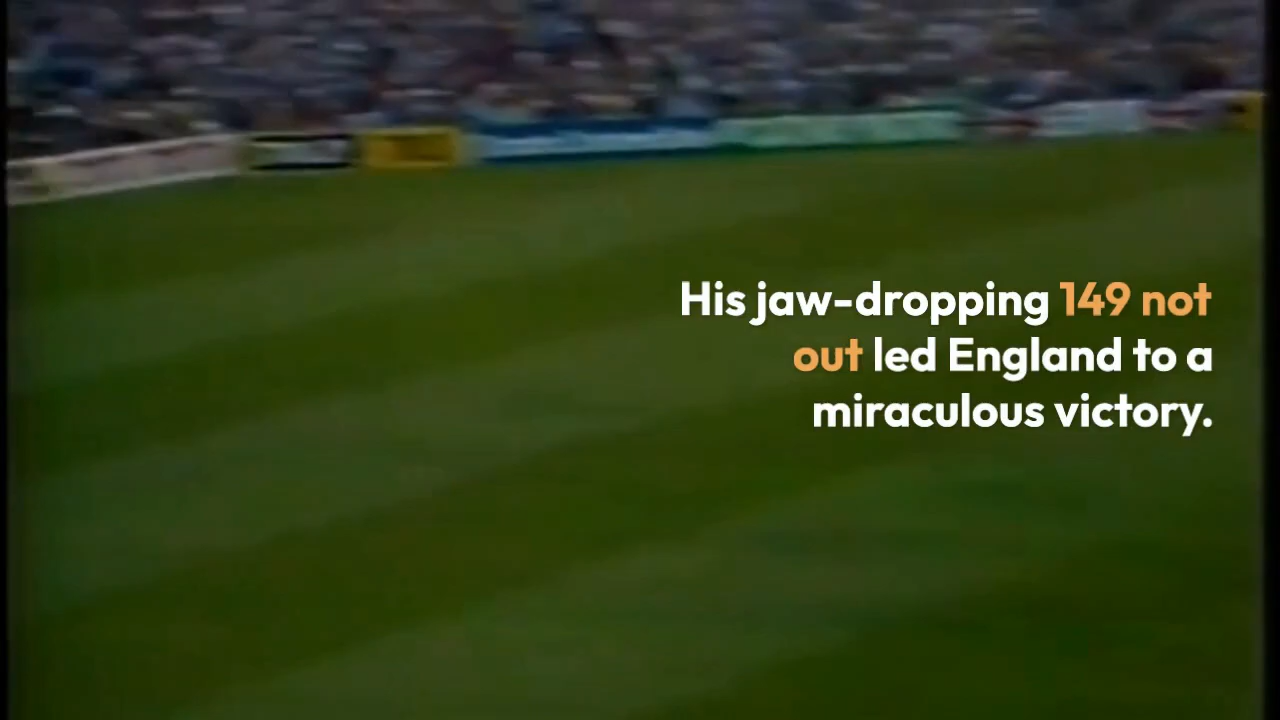 His jaw-dropping 149 not
out led England to a
miraculous victory.